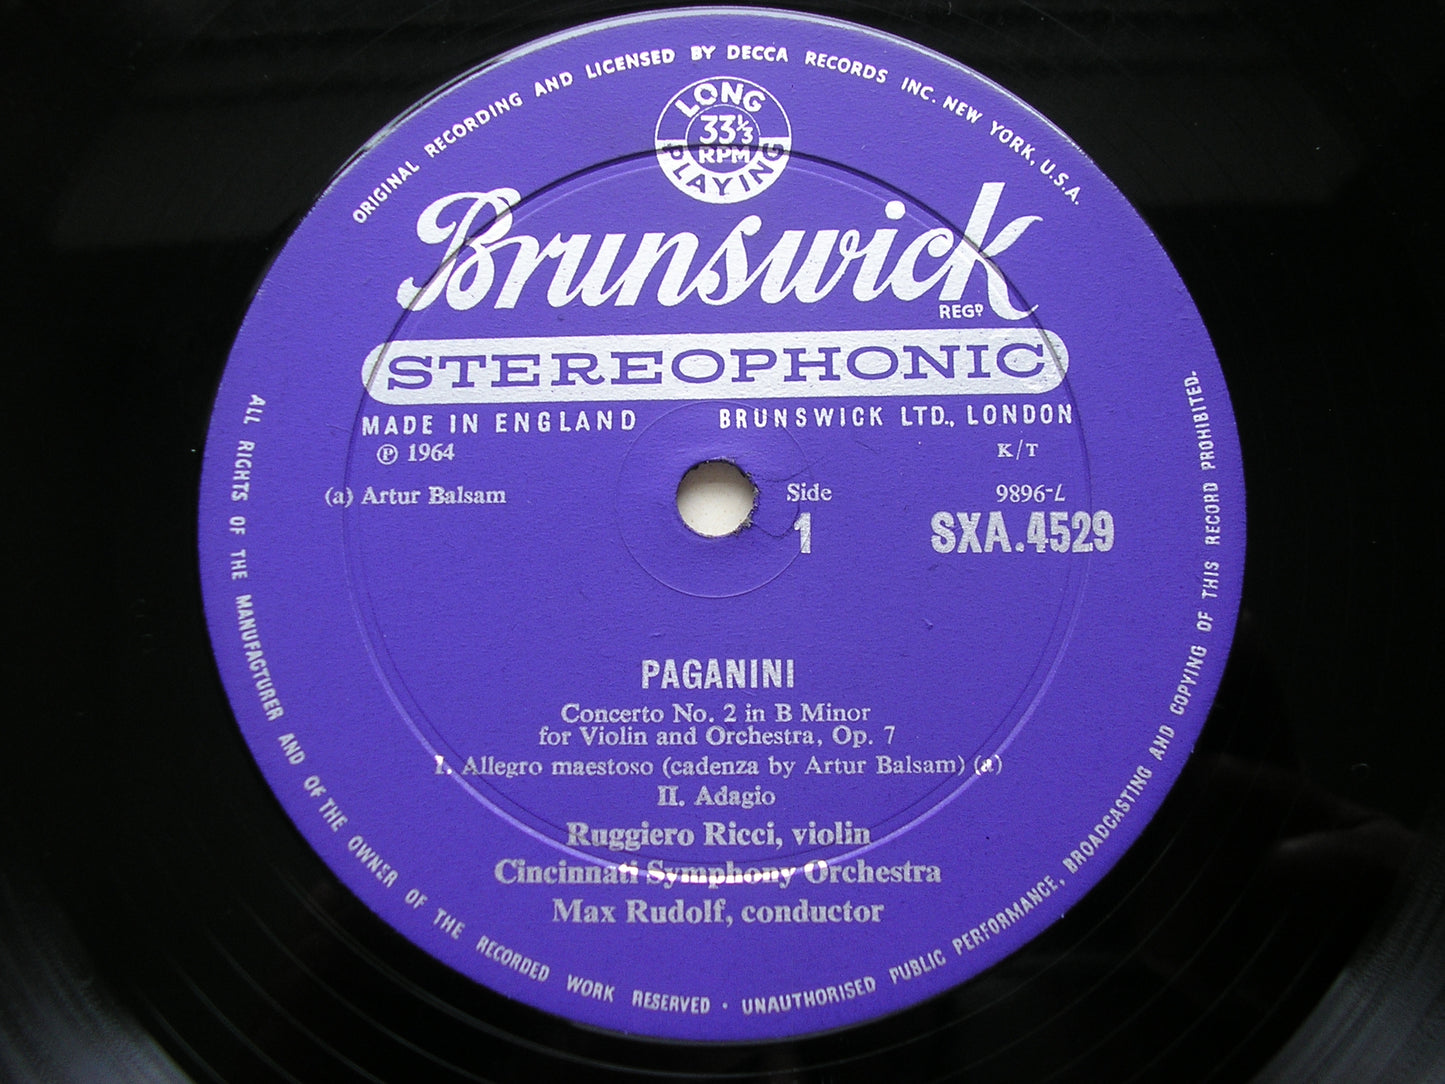 ORIGINAL RECORDING AND LICENSED BY DECCA RECORDS INC. NEW YORK, U.S.A.
LONG
33⅓
RPM
PLAYING
Brunswick
REGD
STEREOPHONIC
MADE IN ENGLAND BRUNSWICK LTD., LONDON
℗ 1964 K/T
(a) Artur Balsam Side 9896-L
1 SXA.4529
PAGANINI
Concerto No. 2 in B Minor
for Violin and Orchestra, Op. 7
I. Allegro maestoso (cadenza by Artur Balsam) (a)
II. Adagio
Ruggiero Ricci, violin
Cincinnati Symphony Orchestra
Max Rudolf, conductor
ALL RIGHTS OF THE MANUFACTURER AND OF THE OWNER OF THE RECORDED WORK RESERVED · UNAUTHORISED PUBLIC PERFORMANCE, BROADCASTING AND COPYING OF THIS RECORD PROHIBITED.